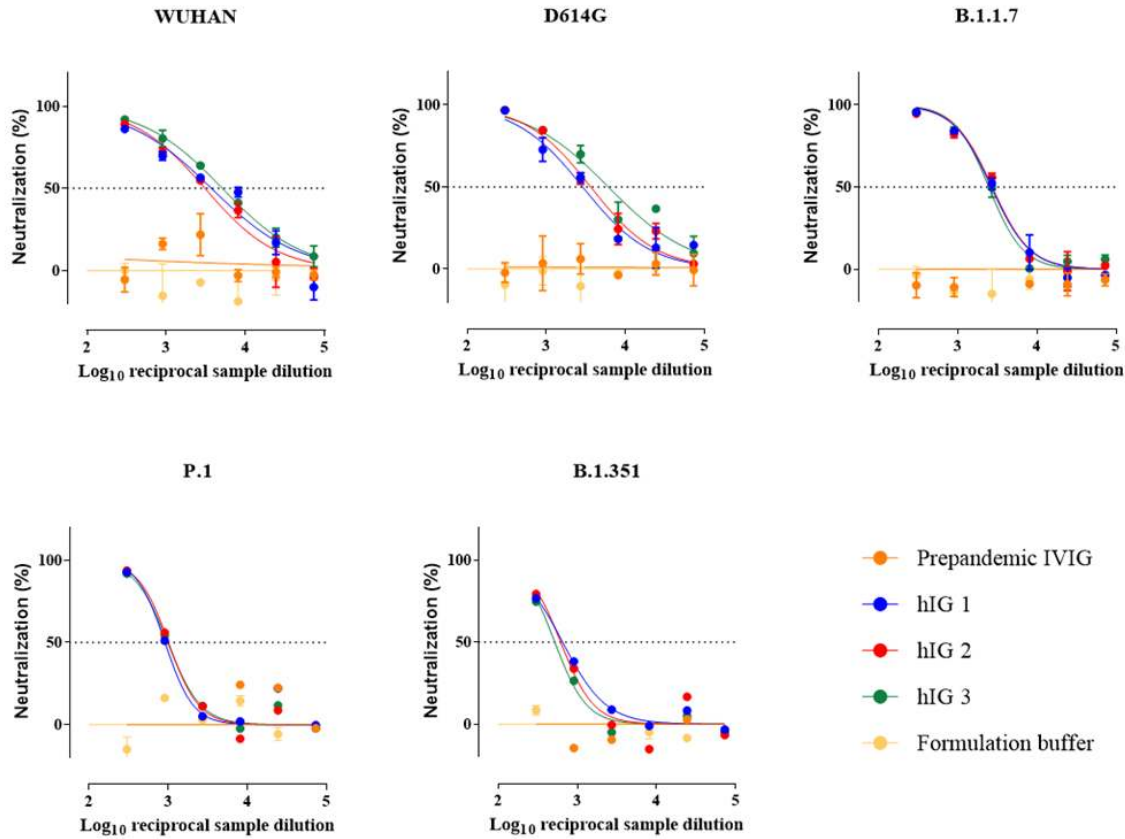 WUHAN
D614G
B.1.1.7
Neutralization (%)
100
50
0
2 3 4 5
Log10 reciprocal sample dilution
Neutralization (%)
100
50
0
2 3 4 5
Log10 reciprocal sample dilution
Neutralization (%)
100
50
0
2 3 4 5
Log10 reciprocal sample dilution
P.1
B.1.351
Neutralization (%)
100
50
0
2 3 4 5
Log10 reciprocal sample dilution
Neutralization (%)
100
50
0
2 3 4 5
Log10 reciprocal sample dilution
Prepandemic IVIG
hIG 1
hIG 2
hIG 3
Formulation buffer